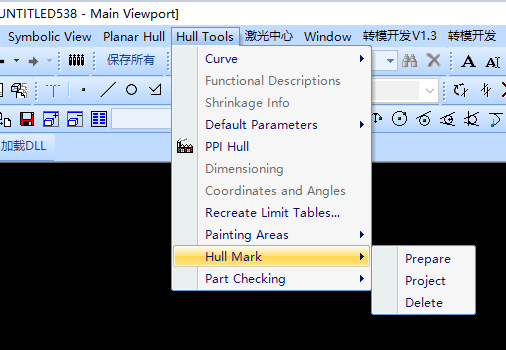 UNTITLED538 - Main Viewport]
Symbolic View Planar Hull Hull Tools 激光中心 Window 转模开发V1.3 转模开发
保存所有
加载DLL
Curve
Functional Descriptions
Shrinkage Info
Default Parameters
PPI Hull
Dimensioning
Coordinates and Angles
Recreate Limit Tables...
Painting Areas
Hull Mark
Part Checking
Prepare
Project
Delete